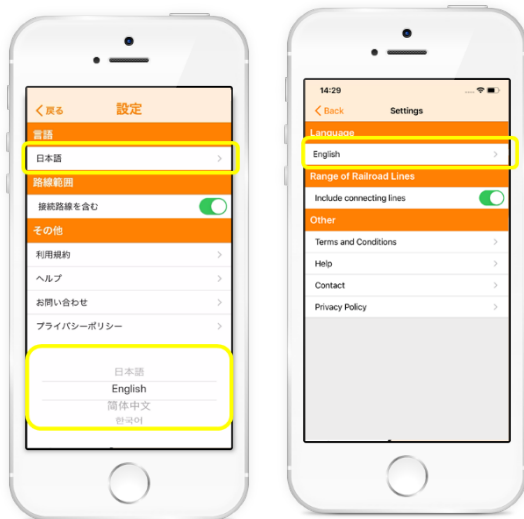 戻る
設定
言語
日本語
路線範囲
接続路線を含む
その他
利用規約
ヘルプ
お問い合わせ
プライバシーポリシー
日本語
English
简体中文
한국어
14:29
Back
Settings
Language
English
Range of Railroad Lines
Include connecting lines
Other
Terms and Conditions
Help
Contact
Privacy Policy